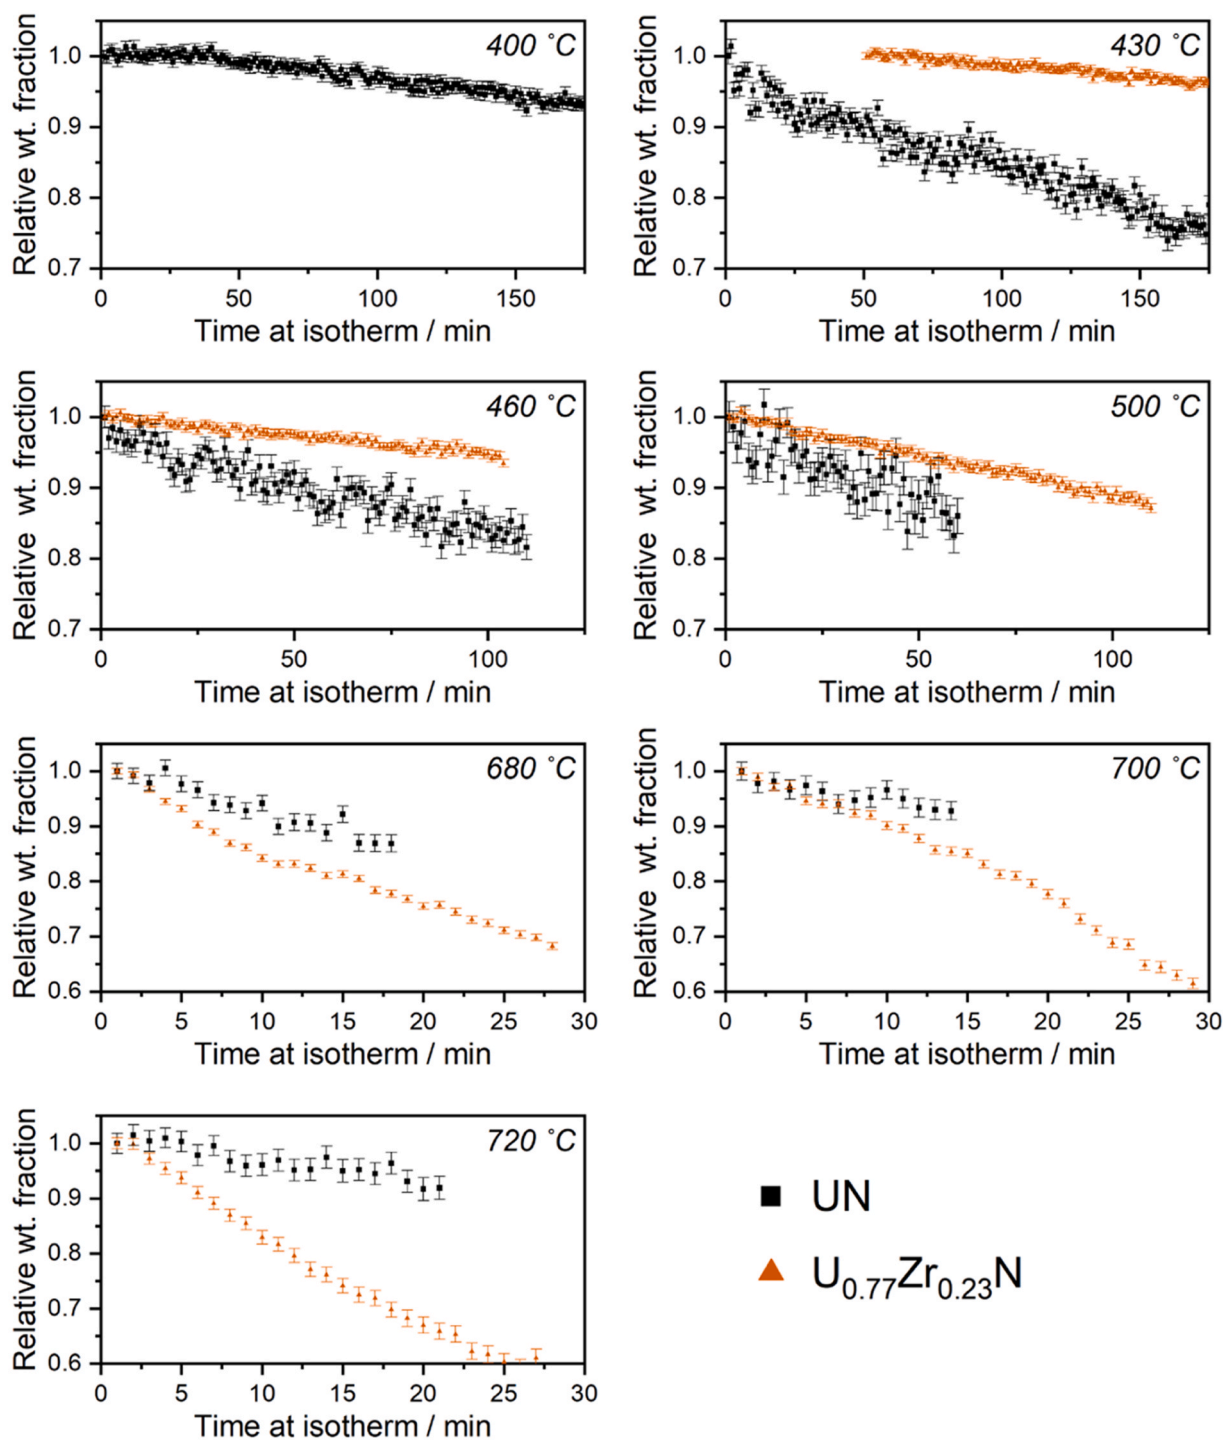 400 ˚C
Relative wt. fraction
1.0
0.9
0.8
0.7
0 50 100 150
Time at isotherm / min
430 ˚C
Relative wt. fraction
1.0
0.9
0.8
0.7
0 50 100 150
Time at isotherm / min
460 ˚C
Relative wt. fraction
1.0
0.9
0.8
0.7
0 50 100
Time at isotherm / min
500 ˚C
Relative wt. fraction
1.0
0.9
0.8
0.7
0 50 100
Time at isotherm / min
680 ˚C
Relative wt. fraction
1.0
0.9
0.8
0.7
0.6
0 5 10 15 20 25 30
Time at isotherm / min
700 ˚C
Relative wt. fraction
1.0
0.9
0.8
0.7
0.6
0 5 10 15 20 25 30
Time at isotherm / min
720 ˚C
Relative wt. fraction
1.0
0.9
0.8
0.7
0.6
0 5 10 15 20 25 30
Time at isotherm / min
UN
U₀.₇₇Zr₀.₂₃N